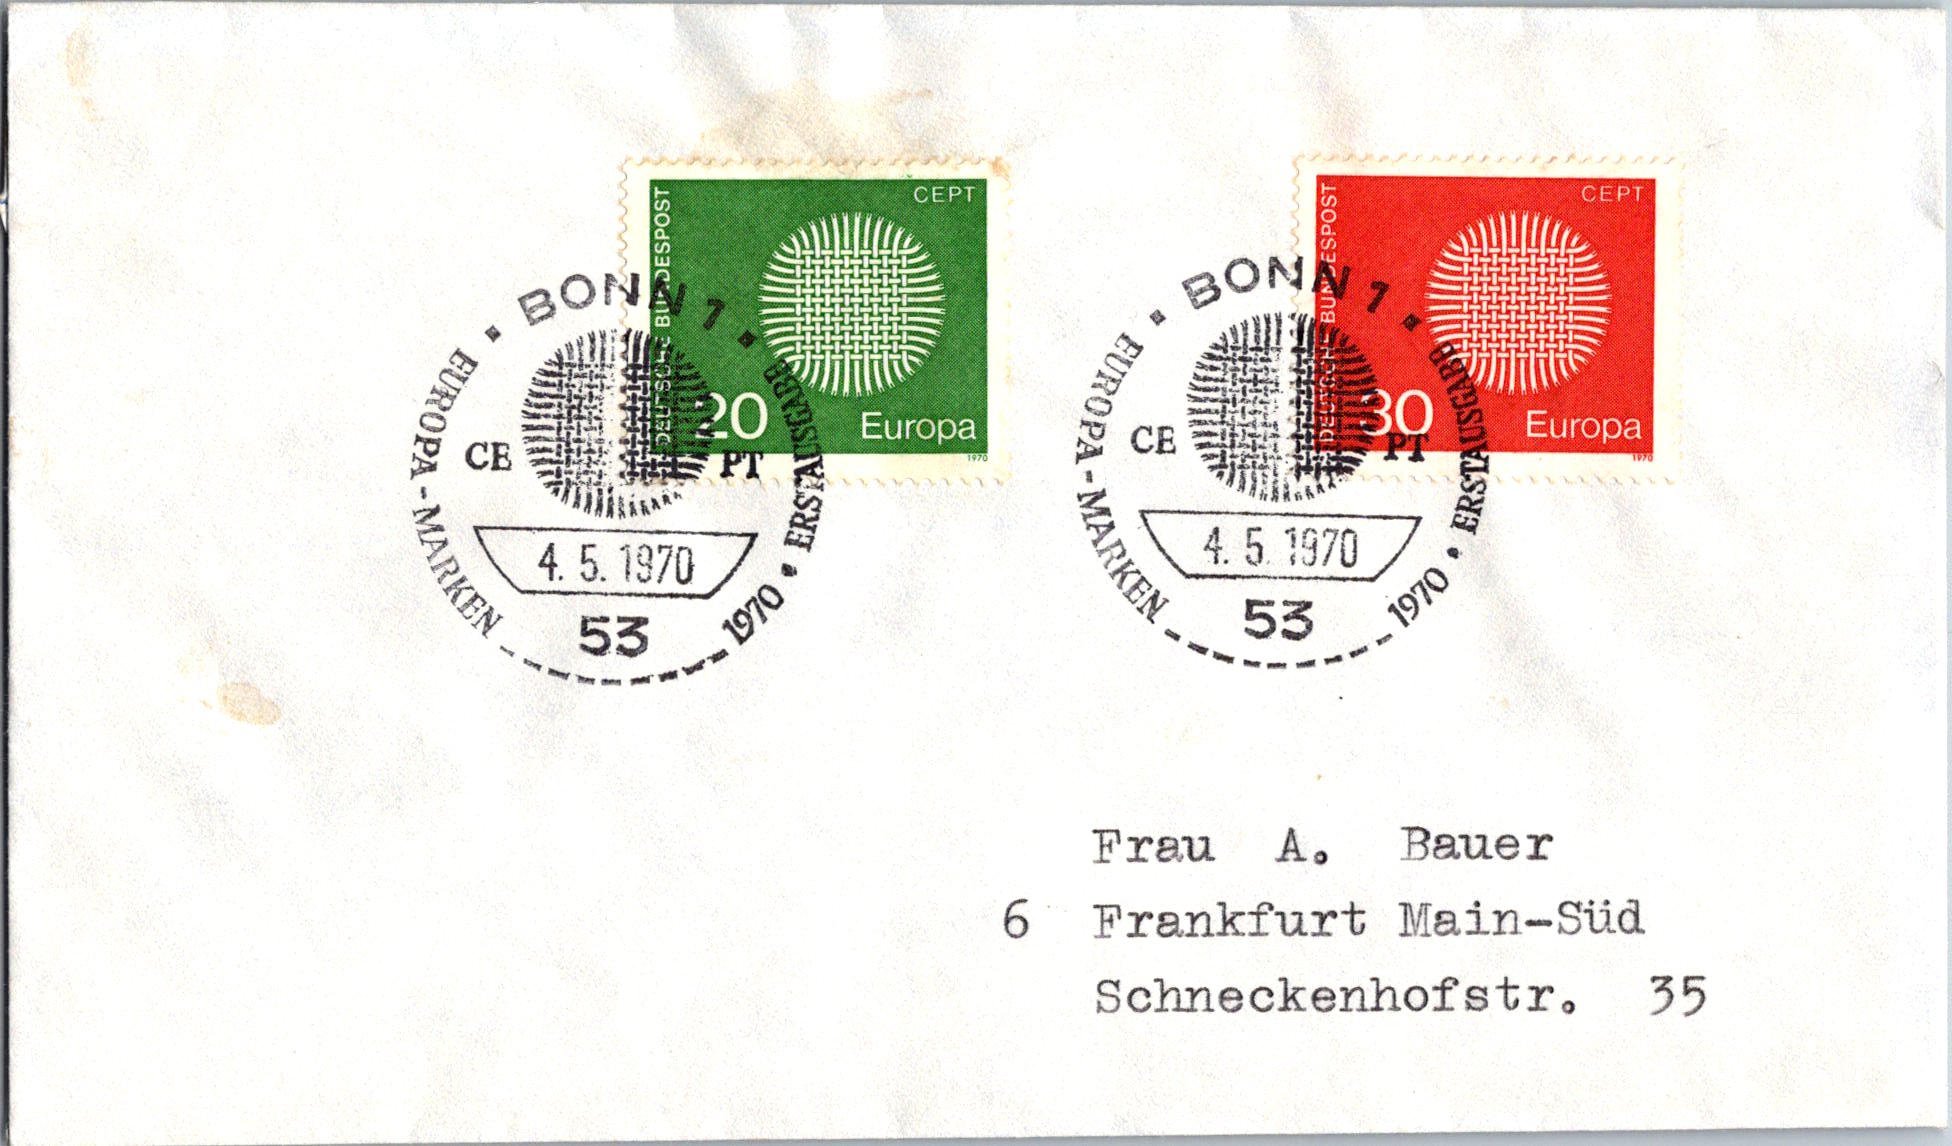 CEPT
DEUTSCHE BUNDESPOST
20
Europa
1970
CEPT
DEUTSCHE BUNDESPOST
30
Europa
1970
BONN 1
EUROPA-MARKEN 1970 • ERSTAUSGABE
CE PT
4. 5. 1970
53
BONN 1
EUROPA-MARKEN 1970 • ERSTAUSGABE
CE PT
4. 5. 1970
53
Frau A. Bauer
6 Frankfurt Main-Süd
Schneckenhofstr. 35